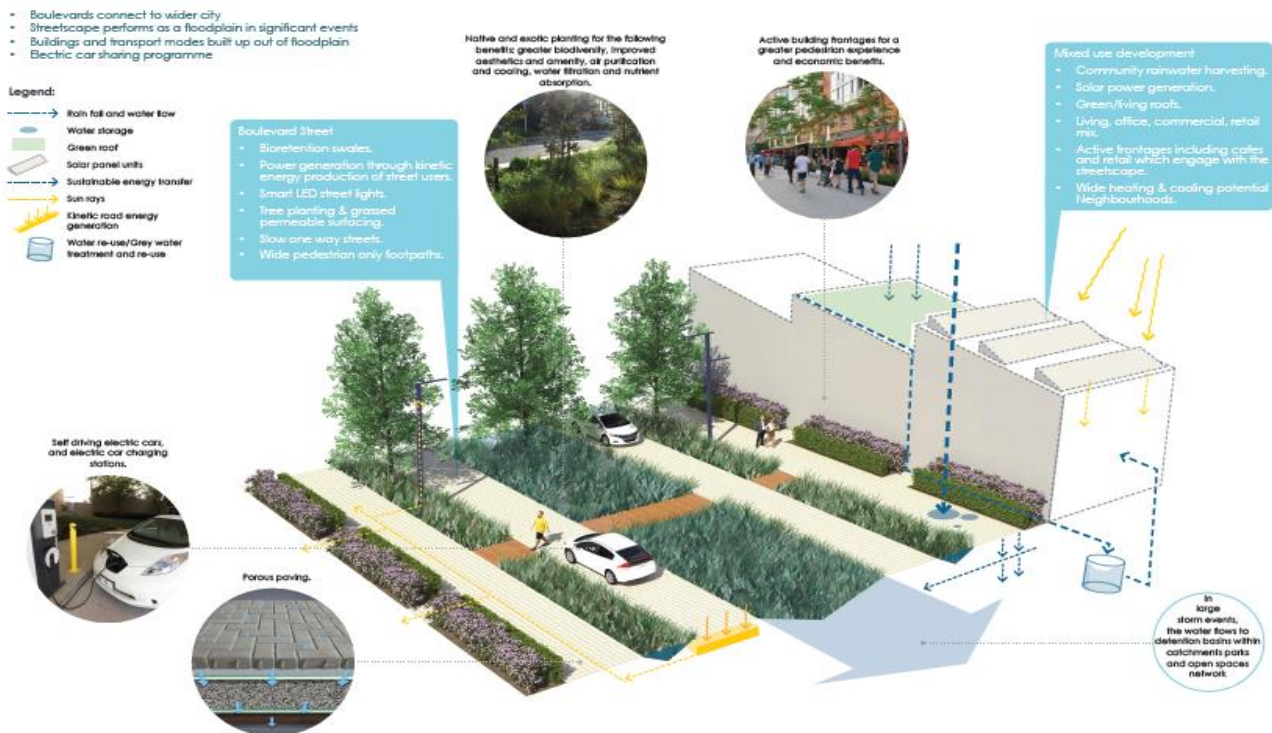 • Boulevards connect to wider city
• Streetscape performs as a floodplain in significant events
• Buildings and transport modes built up out of floodplain
• Electric car sharing programme
Legend:
Rain fall and water flow
Water storage
Green roof
Solar panel units
Sustainable energy transfer
Sun rays
Kinetic road energy
generation
Water re-use/Grey water
treatment and re-use
Boulevard Street
• Bioretention swales.
• Power generation through kinetic
energy production of street users.
• Smart LED street lights.
• Tree planting & grassed
permeable surfacing.
• Slow one way streets.
• Wide pedestrian only footpaths.
Native and exotic planting for the following
benefits: greater biodiversity, improved
aesthetics and amenity, air purification
and cooling, water filtration and nutrient
absorption.
Active building frontages for a
greater pedestrian experience
and economic benefits.
Mixed use development
• Community rainwater harvesting.
• Solar power generation.
• Green/living roofs.
• Living, office, commercial, retail
mix.
• Active frontages including cafes
and retail which engage with the
streetscape.
• Wide heating & cooling potential
Neighbourhoods.
Self driving electric cars,
and electric car charging
stations.
Porous paving.
In
large
storm events,
the water flows to
detention basins within
catchments parks
and open spaces
network